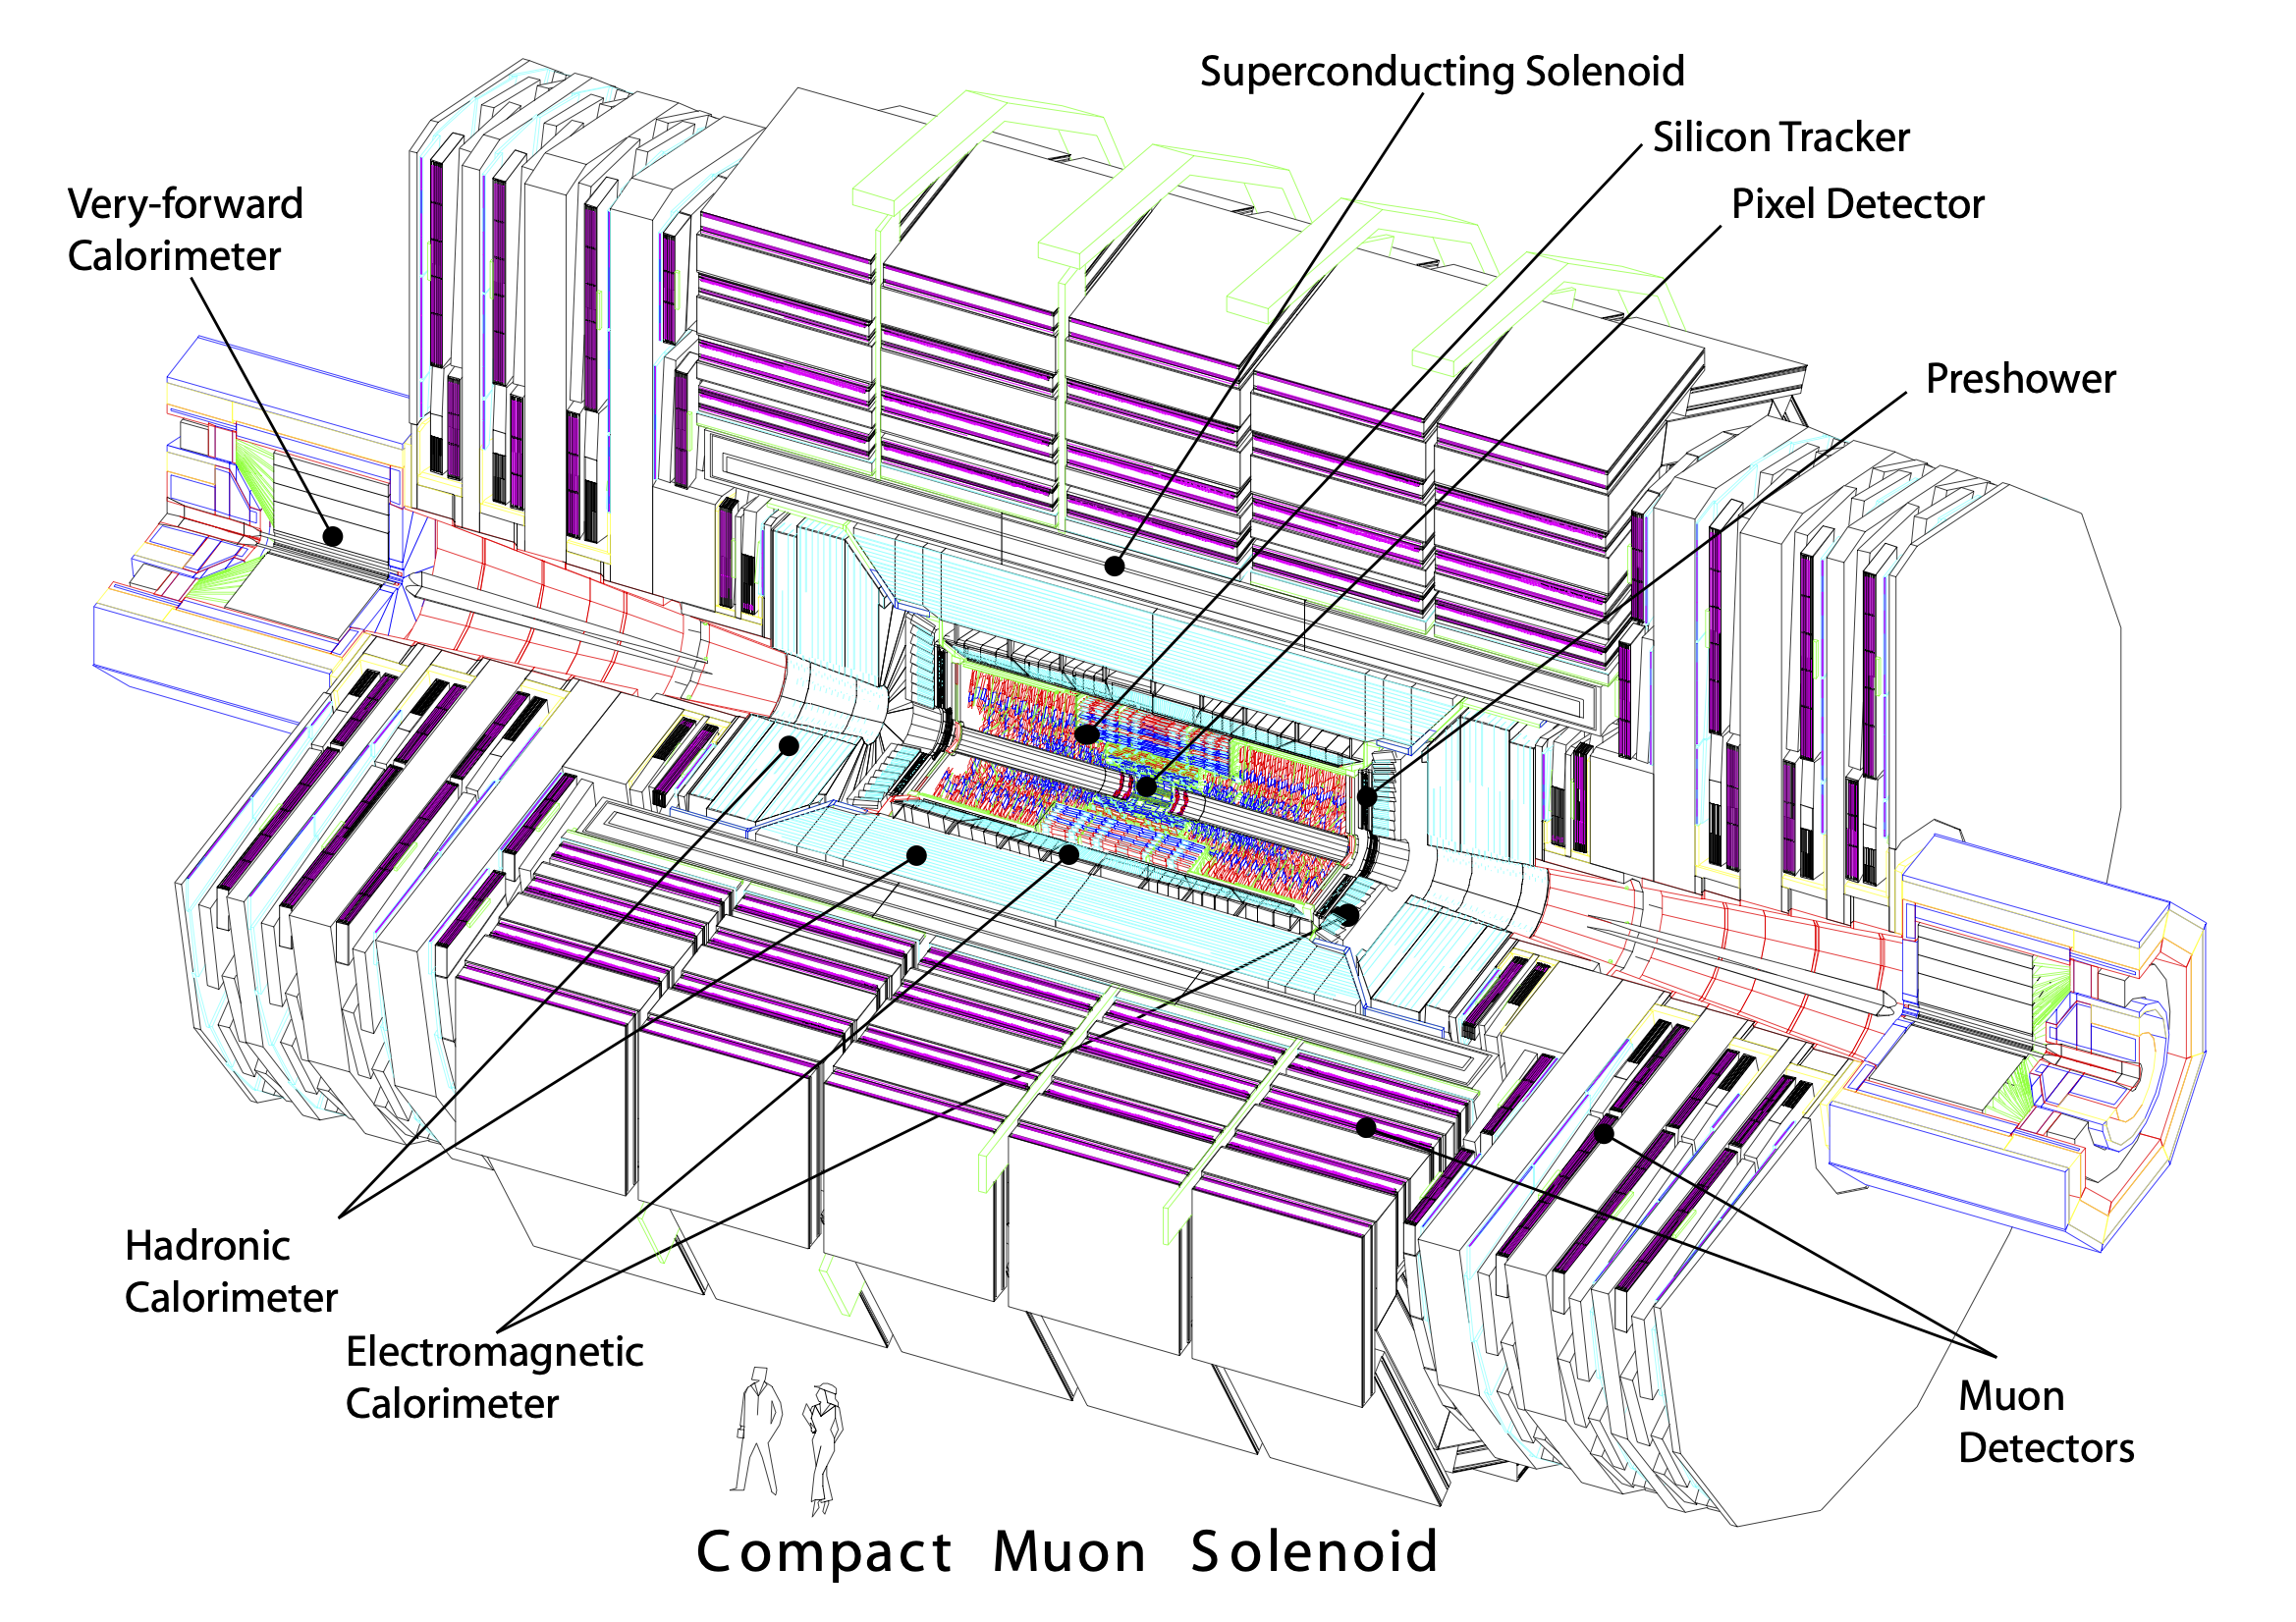 Superconducting Solenoid
Silicon Tracker
Very-forward
Calorimeter
Pixel Detector
Preshower
Hadronic
Calorimeter
Electromagnetic
Calorimeter
Muon
Detectors
Compact Muon Solenoid